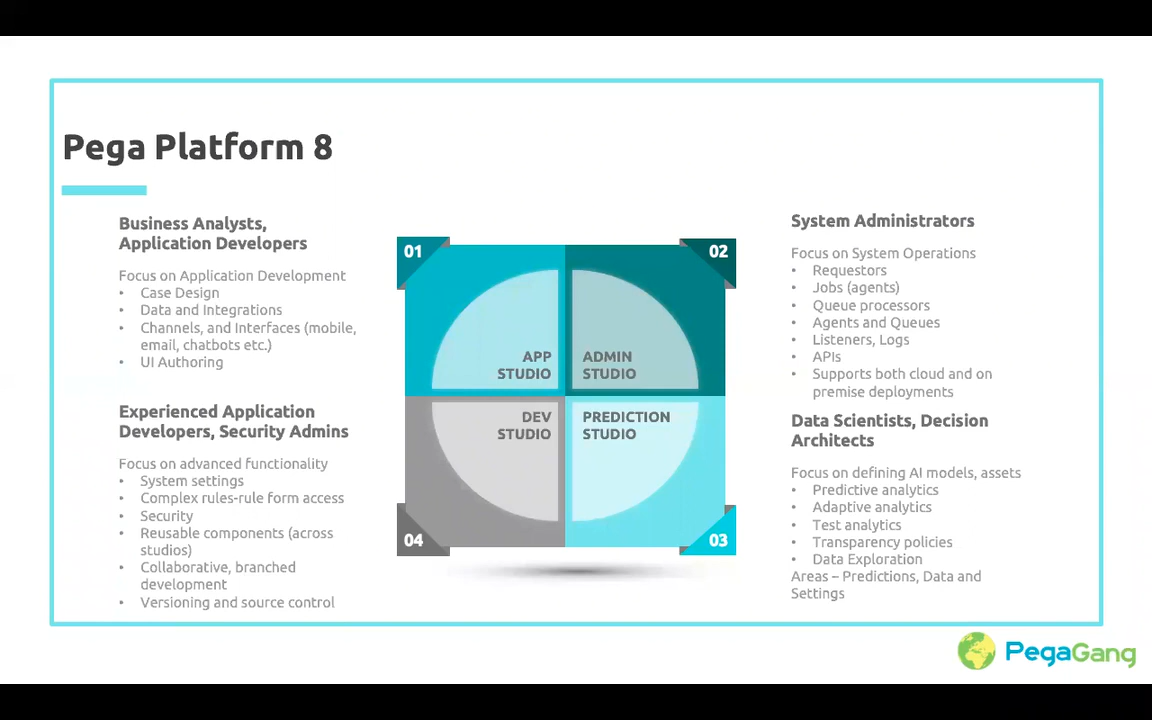 Pega Platform 8
Business Analysts,
Application Developers
Focus on Application Development
• Case Design
• Data and Integrations
• Channels, and Interfaces (mobile,
email, chatbots etc.)
• UI Authoring
Experienced Application
Developers, Security Admins
Focus on advanced functionality
• System settings
• Complex rules-rule form access
• Security
• Reusable components (across
studios)
• Collaborative, branched
development
• Versioning and source control
01
02
APP
STUDIO
ADMIN
STUDIO
DEV
STUDIO
PREDICTION
STUDIO
04
03
System Administrators
Focus on System Operations
• Requestors
• Jobs (agents)
• Queue processors
• Agents and Queues
• Listeners, Logs
• APIs
• Supports both cloud and on
premise deployments
Data Scientists, Decision
Architects
Focus on defining AI models, assets
• Predictive analytics
• Adaptive analytics
• Test analytics
• Transparency policies
• Data Exploration
Areas – Predictions, Data and
Settings
PegaGang